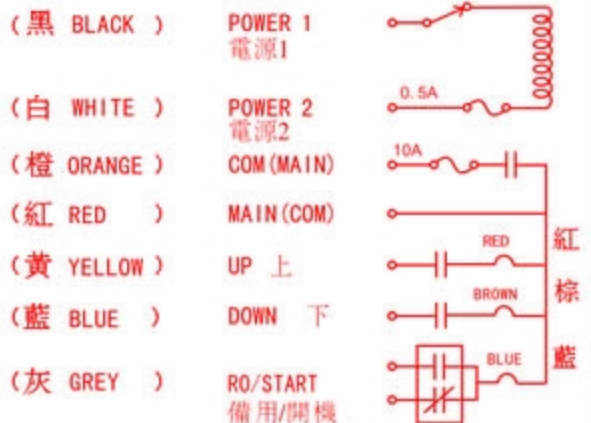 (黑 BLACK ) POWER 1
電源1
0.5A
(白 WHITE ) POWER 2
電源2
(橙 ORANGE ) COM(MAIN) 10A
(紅 RED ) MAIN(COM)
RED 紅
(黄 YELLOW ) UP 上
BROWN 棕
(藍 BLUE ) DOWN 下
BLUE 藍
(灰 GREY ) RO/START
備用/開機